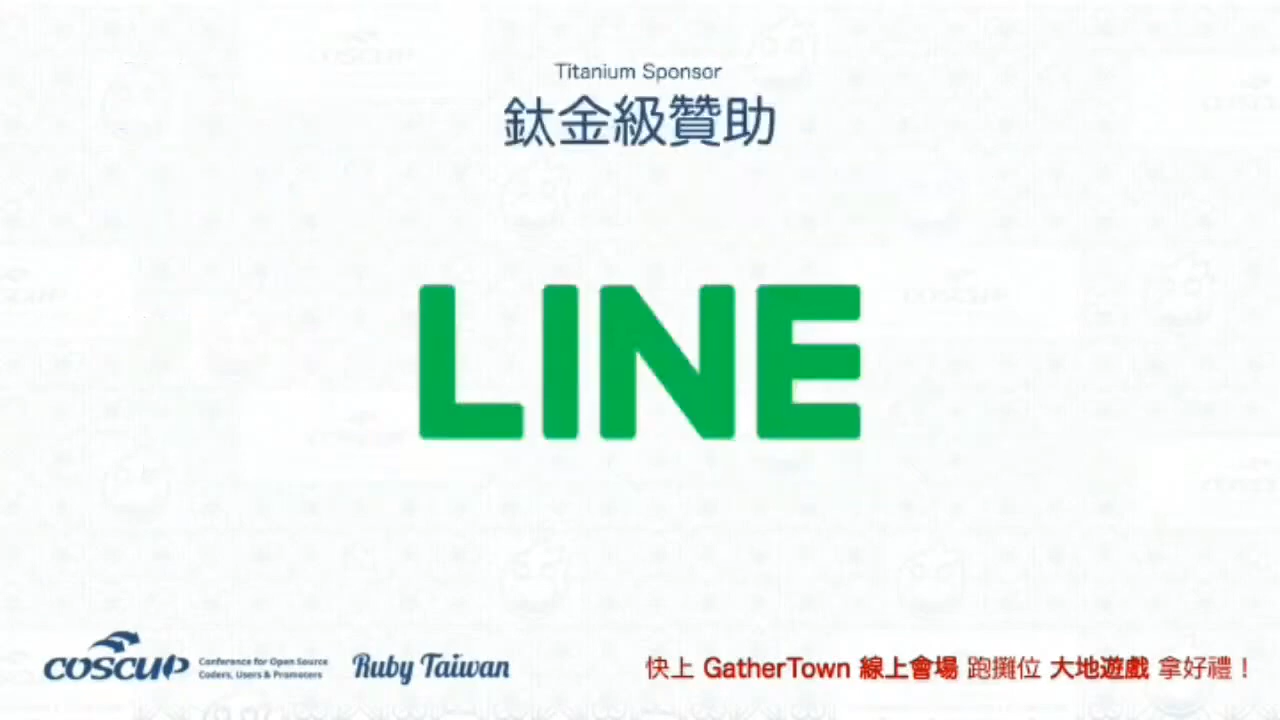 Titanium Sponsor
鈦金級贊助
LINE
COSCUP Conference for Open Source
Coders, Users & Promoters
Ruby Taiwan
快上 GatherTown 線上會場 跑攤位 大地遊戲 拿好禮！